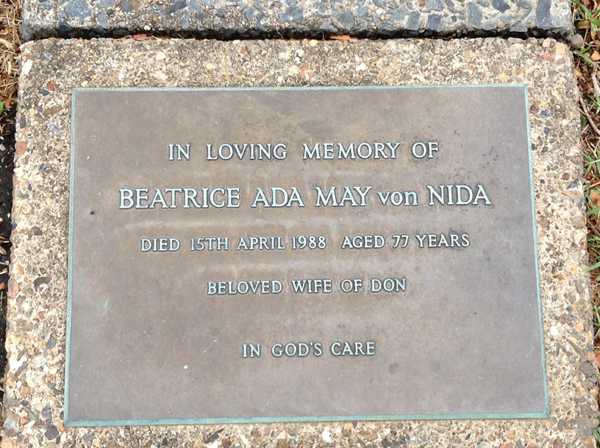 IN LOVING MEMORY OF
BEATRICE ADA MAY von NIDA
DIED 15TH APRIL 1988 AGED 77 YEARS
BELOVED WIFE OF DON
IN GOD'S CARE